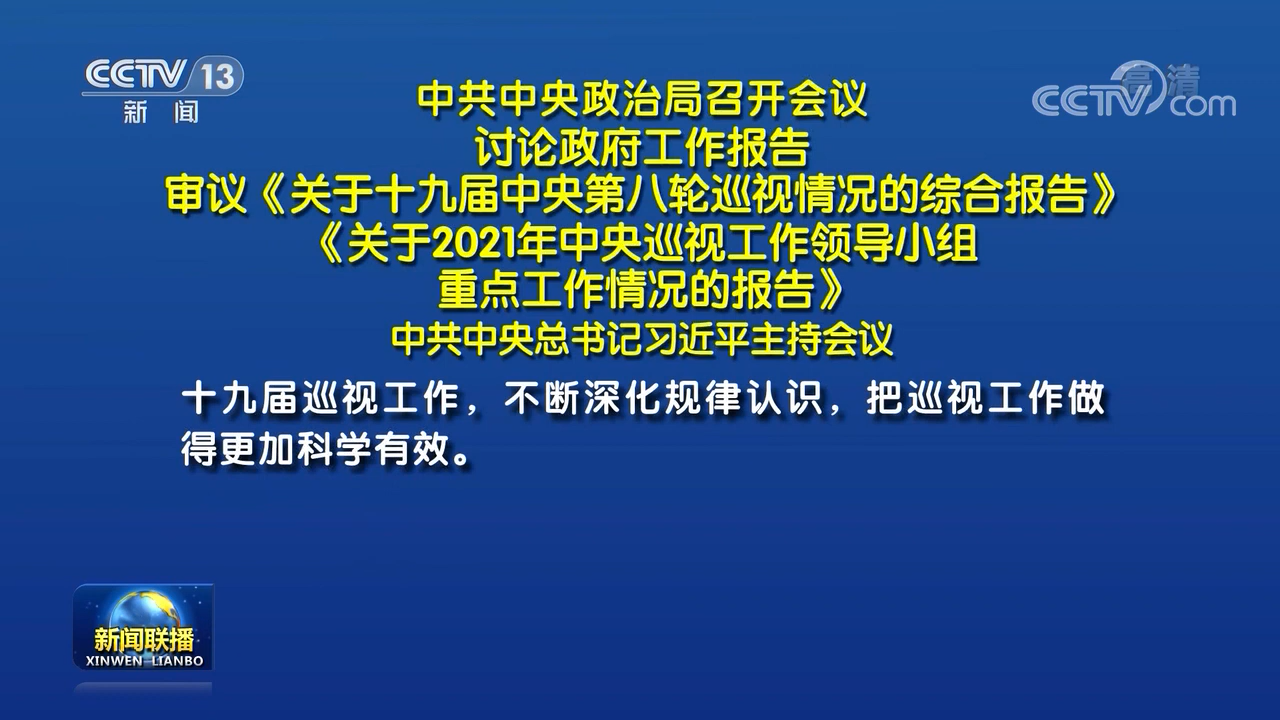 CCTV 13
新闻
高清
CCTV.com
中共中央政治局召开会议
讨论政府工作报告
审议《关于十九届中央第八轮巡视情况的综合报告》
《关于2021年中央巡视工作领导小组
重点工作情况的报告》
中共中央总书记习近平主持会议
十九届巡视工作，不断深化规律认识，把巡视工作做
得更加科学有效。
新闻联播
XINWEN LIANBO